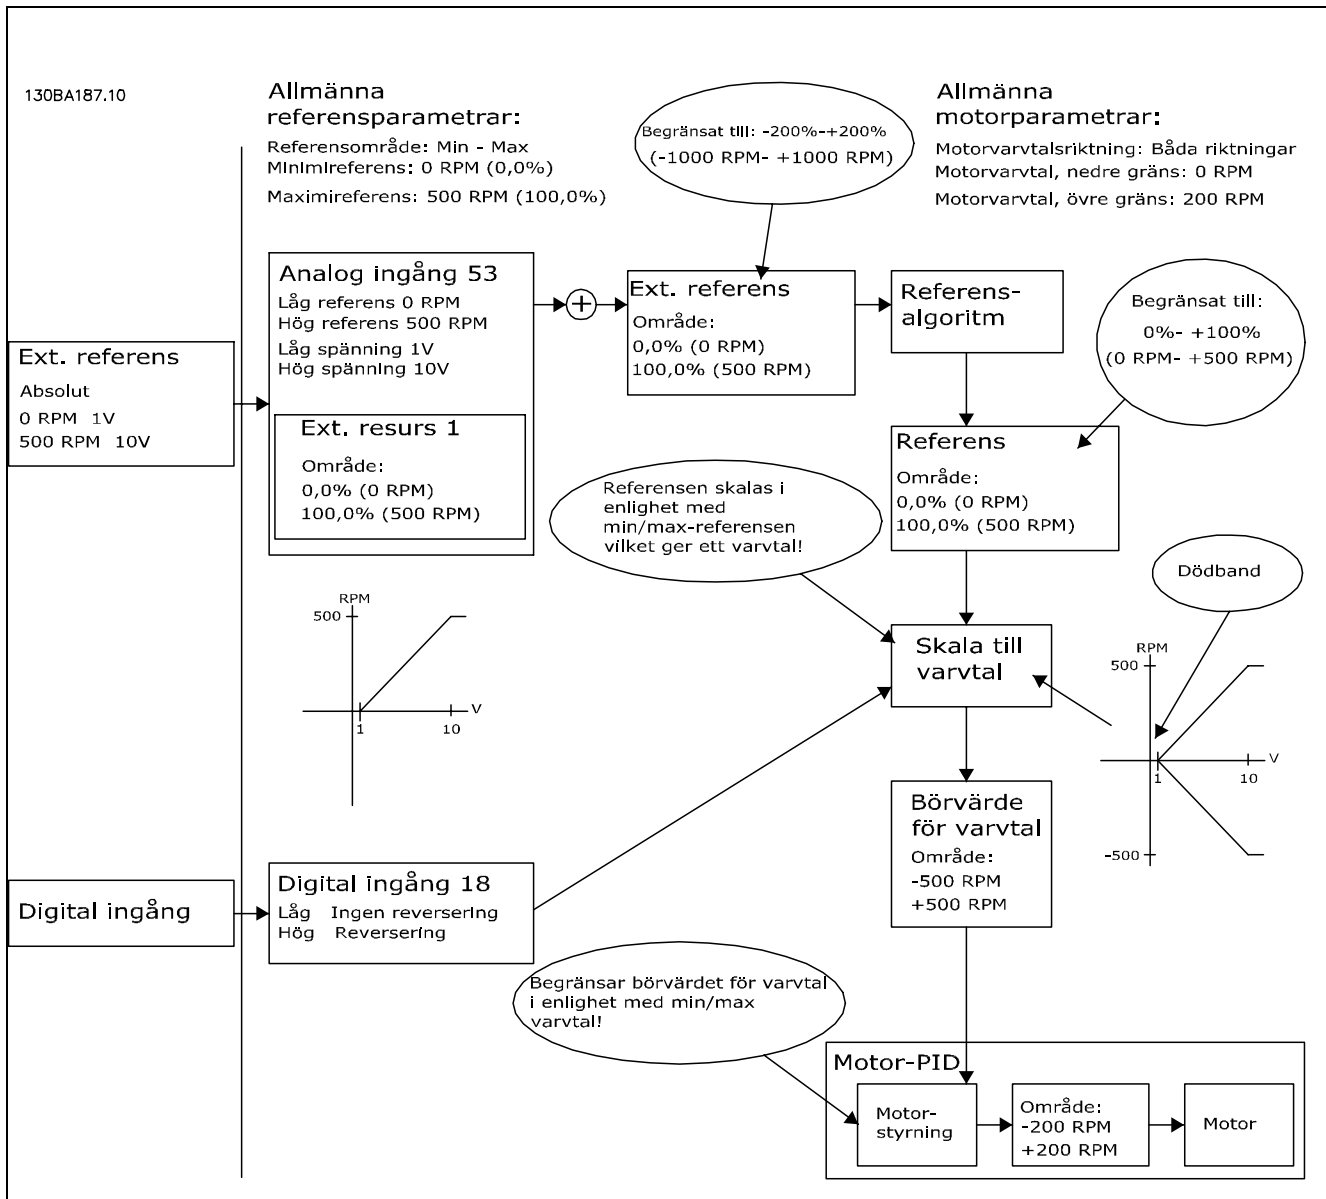 130BA187.10
Allmänna
referensparametrar:
Referensområde: Min - Max
Minimireferens: 0 RPM (0,0%)
Maximireferens: 500 RPM (100,0%)
Begränsat till: -200%-+200%
(-1000 RPM- +1000 RPM)
Allmänna
motorparametrar:
Motorvarvtalsriktning: Båda riktningar
Motorvarvtal, nedre gräns: 0 RPM
Motorvarvtal, övre gräns: 200 RPM
Ext. referens
Absolut
0 RPM 1V
500 RPM 10V
Analog ingång 53
Låg referens 0 RPM
Hög referens 500 RPM
Låg spänning 1V
Hög spänning 10V
Ext. resurs 1
Område:
0,0% (0 RPM)
100,0% (500 RPM)
+
Ext. referens
Område:
0,0% (0 RPM)
100,0% (500 RPM)
Referens-
algoritm
Begränsat till:
0%- +100%
(0 RPM- +500 RPM)
Referens
Område:
0,0% (0 RPM)
100,0% (500 RPM)
Referensen skalas i
enlighet med
min/max-referensen
vilket ger ett varvtal!
Dödband
RPM
500
V
1
10
Skala till
varvtal
RPM
500
V
1
10
-500
Börvärde
för varvtal
Område:
-500 RPM
+500 RPM
Digital ingång
Digital ingång 18
Låg Ingen reversering
Hög Reversering
Begränsar börvärdet för varvtal
i enlighet med min/max
varvtal!
Motor-PID
Motor-
styrning
Område:
-200 RPM
+200 RPM
Motor